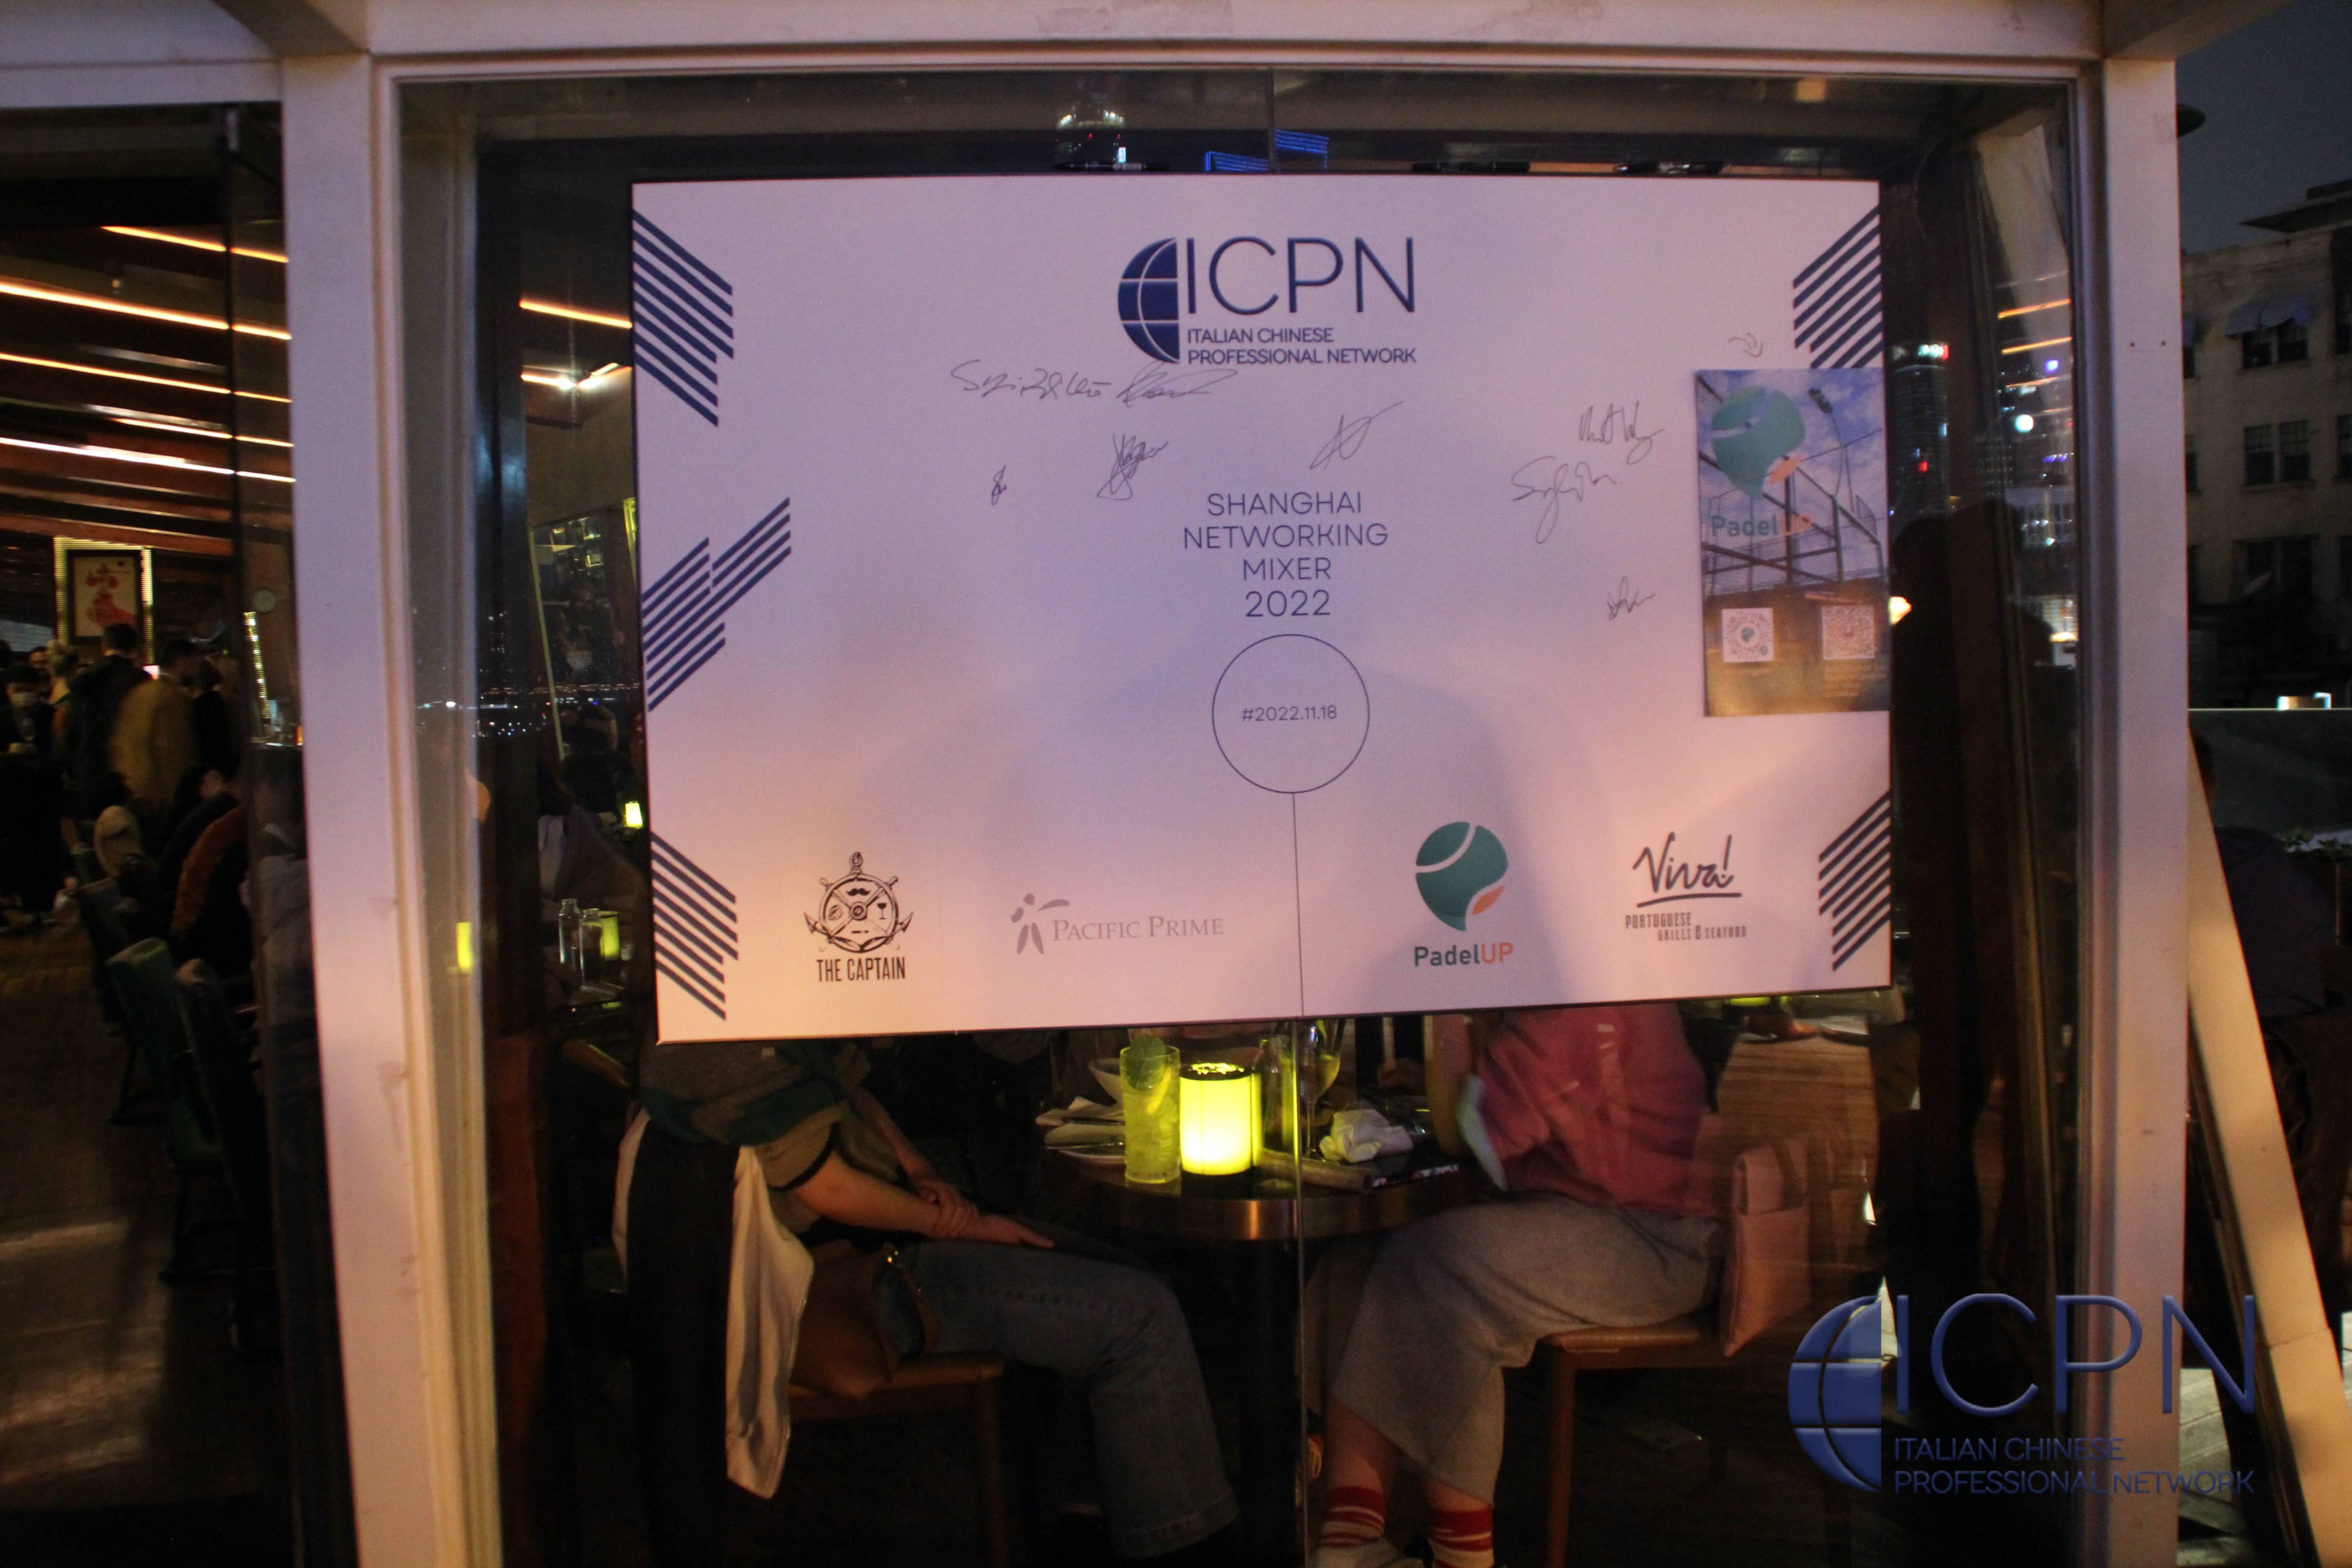 ICPN
ITALIAN CHINESE
PROFESSIONAL NETWORK
SHANGHAI
NETWORKING
MIXER
2022
PadelUP
#2022.11.18
THE CAPTAIN
PACIFIC PRIME
PadelUP
Viva!
PORTUGUESE
GRILLS & SEAFOOD
ICPN
ITALIAN CHINESE
PROFESSIONAL NETWORK